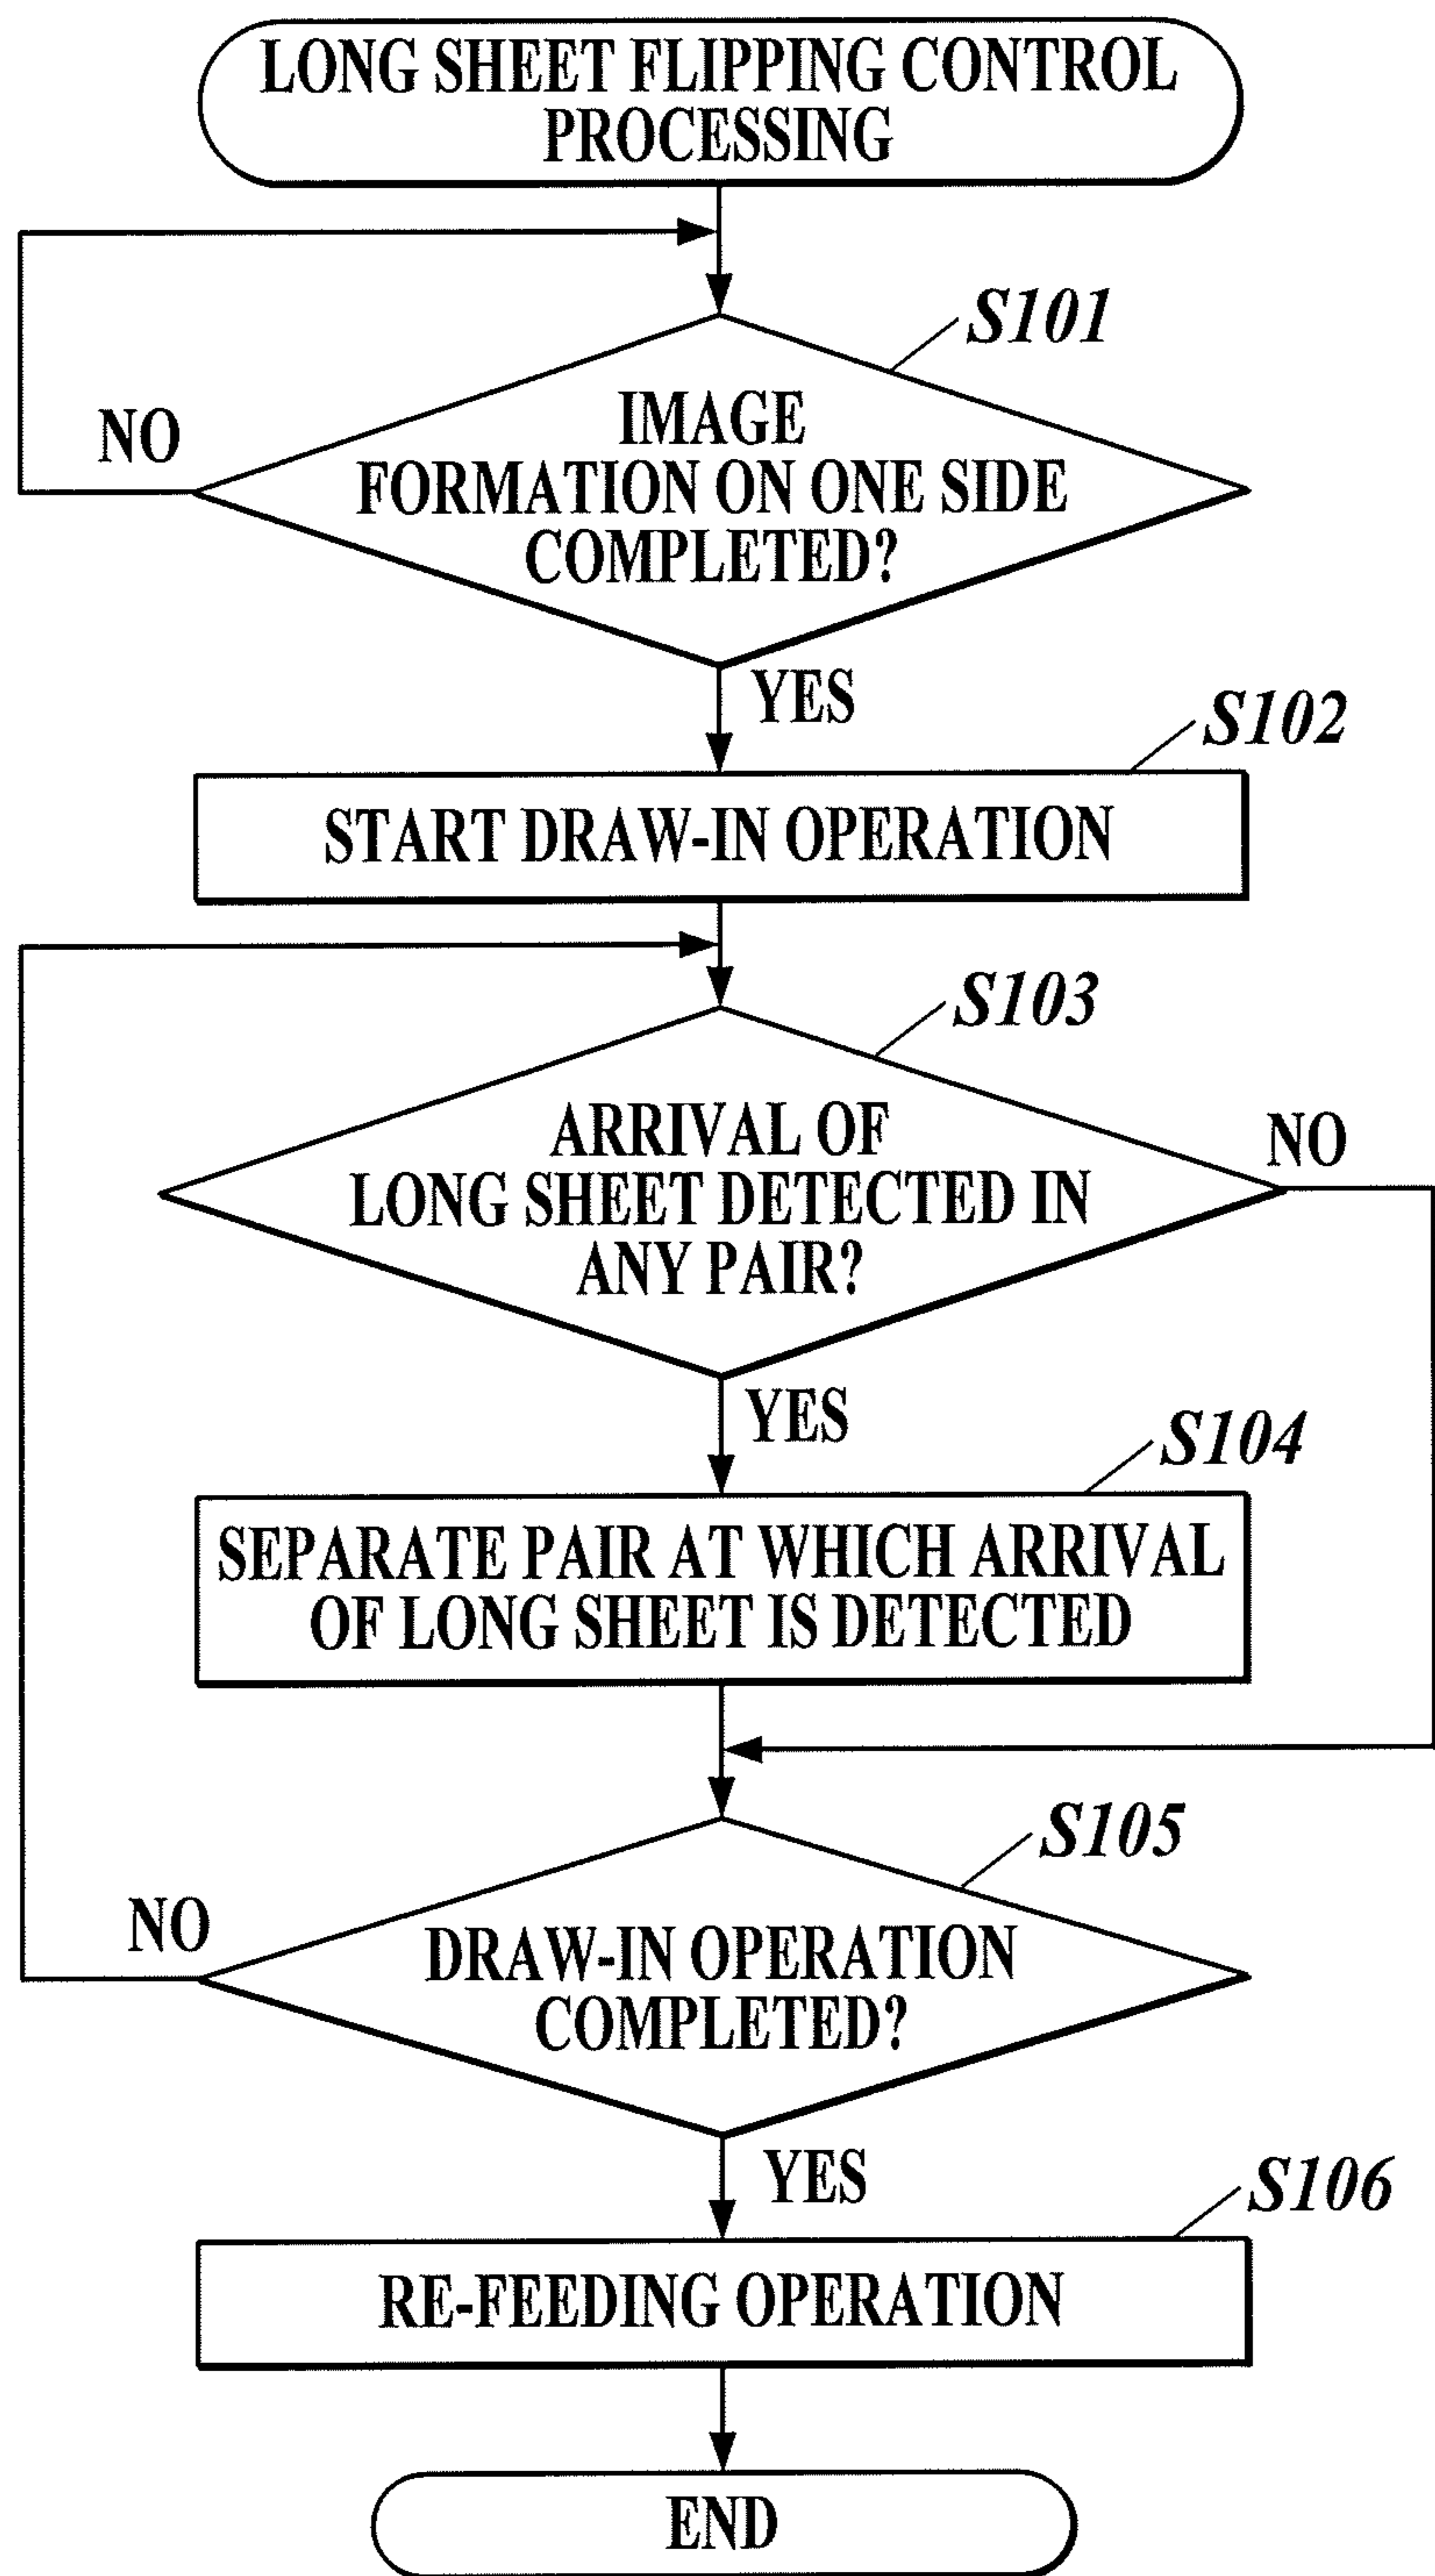 LONG SHEET FLIPPING CONTROL
PROCESSING
S101
IMAGE
FORMATION ON ONE SIDE
COMPLETED?
NO
YES
S102
START DRAW-IN OPERATION
S103
ARRIVAL OF
LONG SHEET DETECTED IN
ANY PAIR?
NO
YES
S104
SEPARATE PAIR AT WHICH ARRIVAL
OF LONG SHEET IS DETECTED
S105
DRAW-IN OPERATION
COMPLETED?
NO
YES
S106
RE-FEEDING OPERATION
END